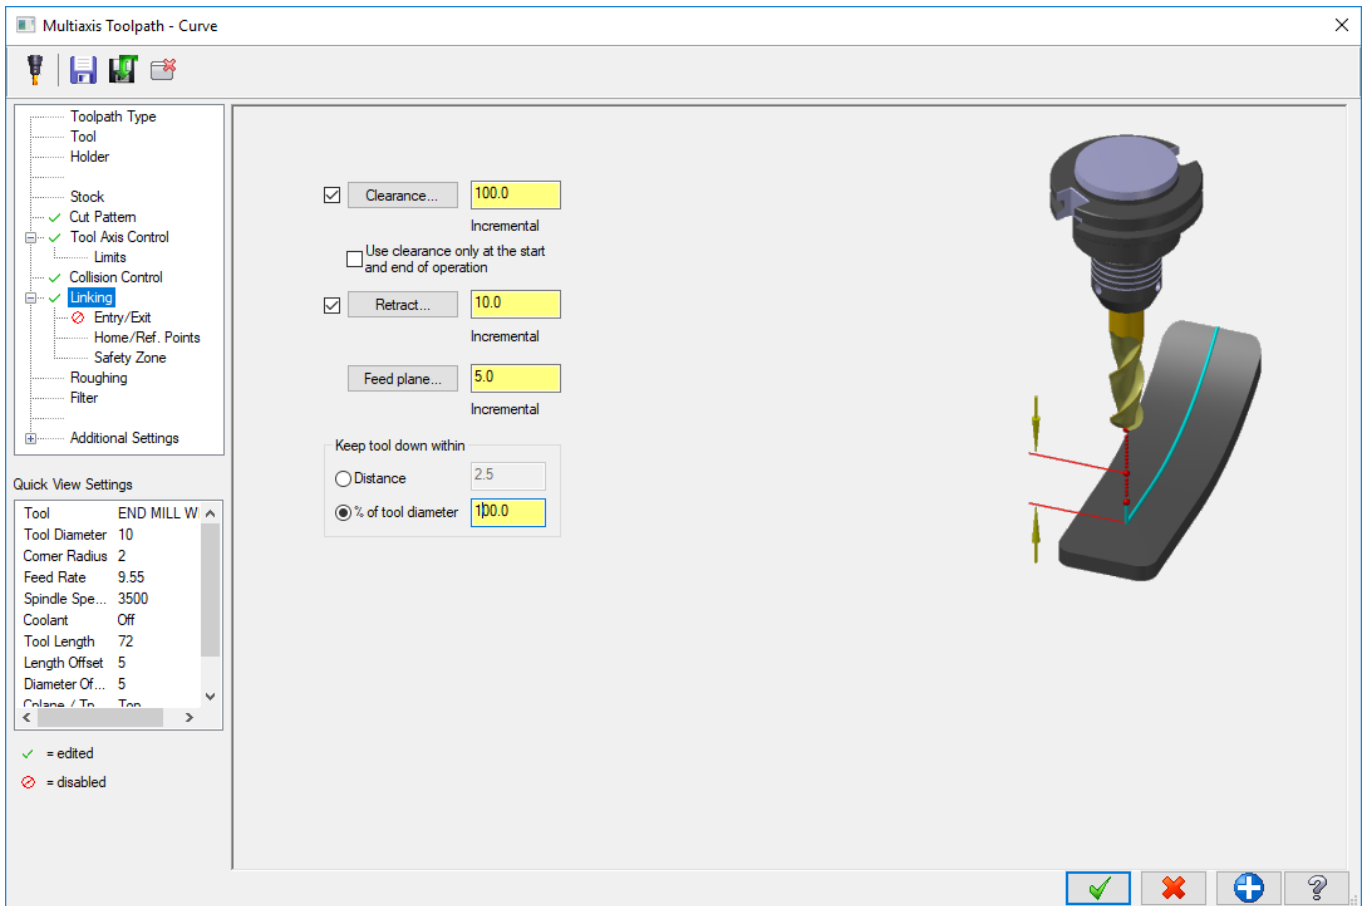 Multiaxis Toolpath - Curve
Toolpath Type
Tool
Holder
Stock
Cut Pattern
Tool Axis Control
Limits
Collision Control
Linking
Entry/Exit
Home/Ref. Points
Safety Zone
Roughing
Filter
Additional Settings
Quick View Settings
Tool END MILL W
Tool Diameter 10
Corner Radius 2
Feed Rate 9.55
Spindle Spe... 3500
Coolant Off
Tool Length 72
Length Offset 5
Diameter Of... 5
Cplane / Tp... Top
= edited
= disabled
Clearance... 100.0
Incremental
Use clearance only at the start
and end of operation
Retract... 10.0
Incremental
Feed plane... 5.0
Incremental
Keep tool down within
Distance 2.5
% of tool diameter 100.0